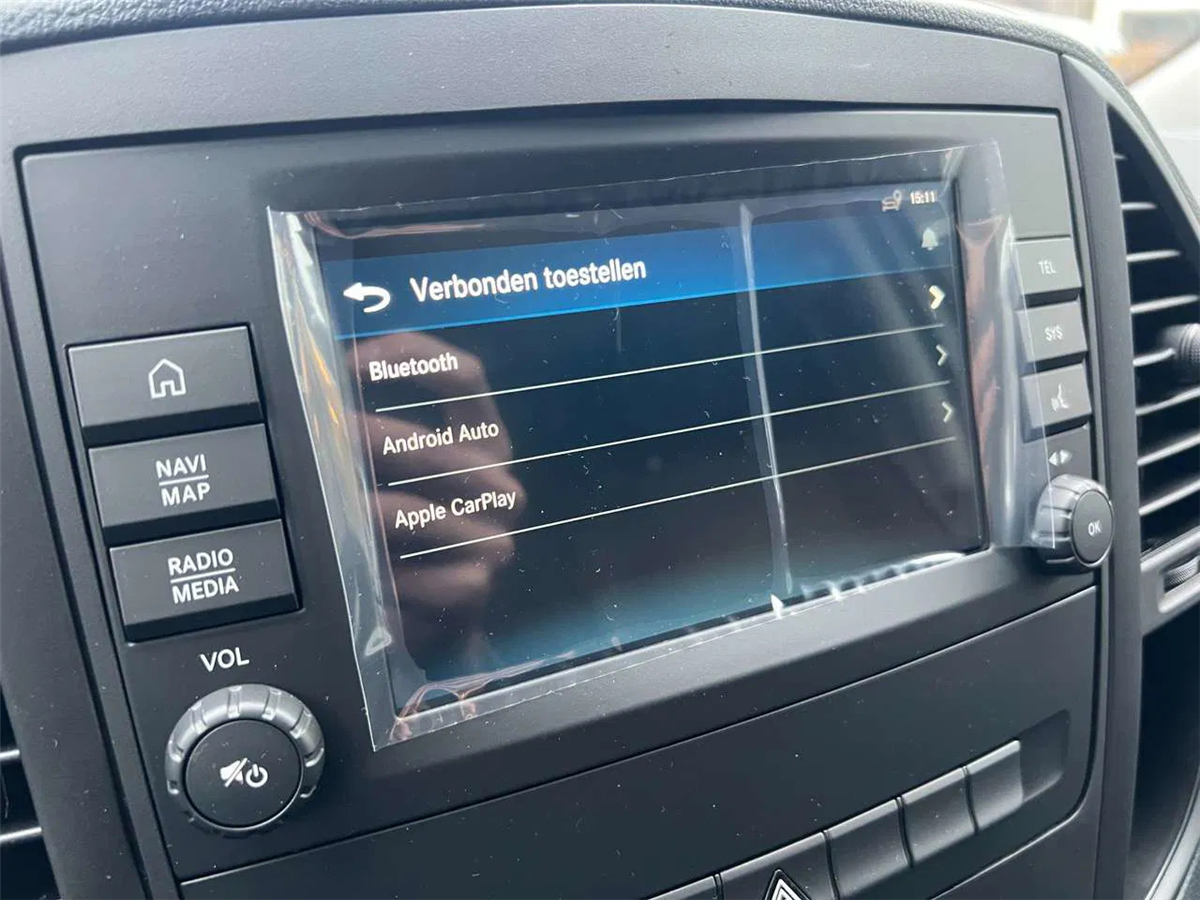 15:11
Verbonden toestellen
Bluetooth
Android Auto
Apple CarPlay
NAVI
MAP
RADIO
MEDIA
VOL
TEL
SYS
OK